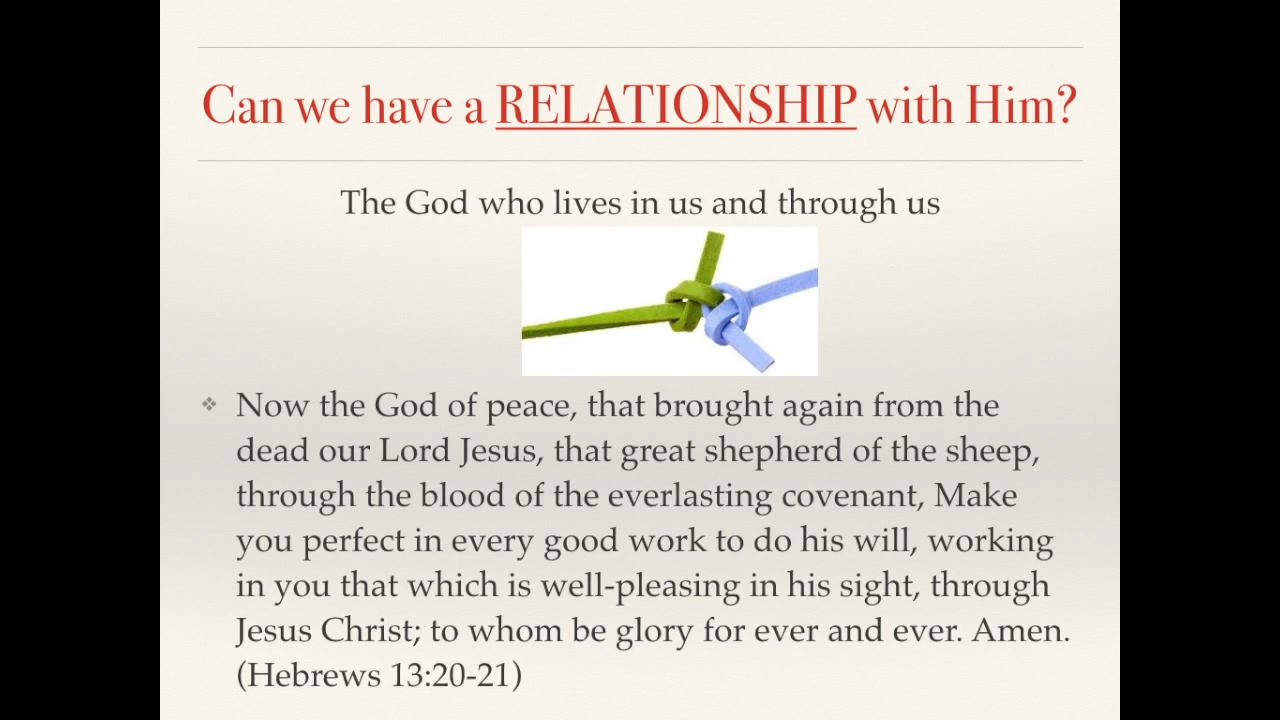 Can we have a RELATIONSHIP with Him?
The God who lives in us and through us
Now the God of peace, that brought again from the
dead our Lord Jesus, that great shepherd of the sheep,
through the blood of the everlasting covenant, Make
you perfect in every good work to do his will, working
in you that which is well-pleasing in his sight, through
Jesus Christ; to whom be glory for ever and ever. Amen.
(Hebrews 13:20-21)